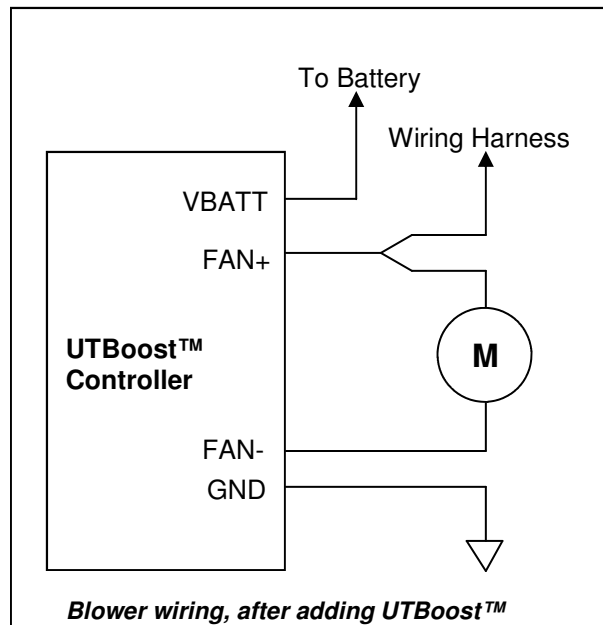 To Battery
Wiring Harness
VBATT
FAN+
UTBoost™
Controller
M
FAN-
GND
Blower wiring, after adding UTBoost™